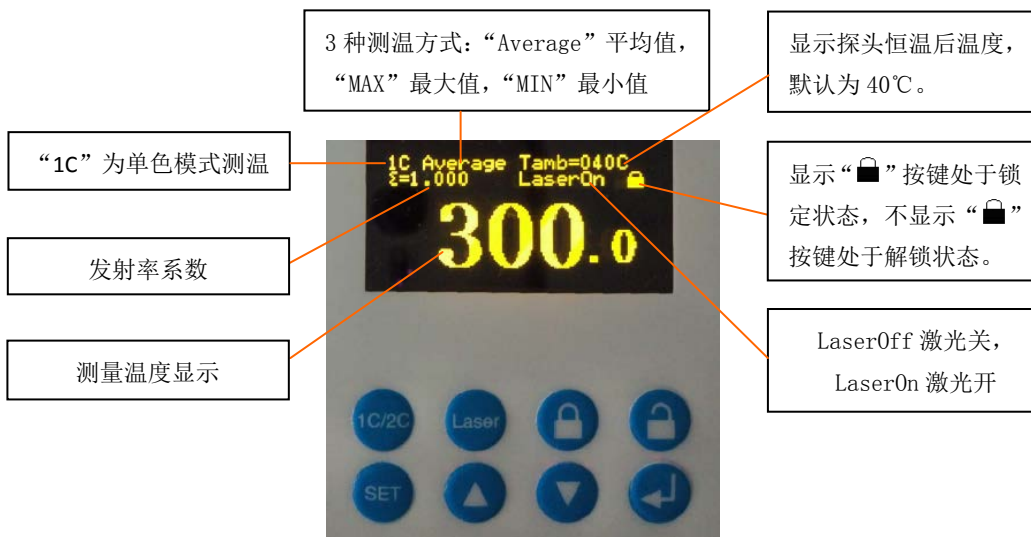 3 种测温方式：“Average”平均值，
“MAX”最大值，“MIN”最小值
显示探头恒温后温度，
默认为 40℃。
“1C”为单色模式测温
1C Average Tamb=040C
Σ=1.000 LaserOn
300.0
显示“🔒”按键处于锁
定状态，不显示“🔒”
按键处于解锁状态。
发射率系数
测量温度显示
LaserOff 激光关，
LaserOn 激光开
1C/2C Laser
SET